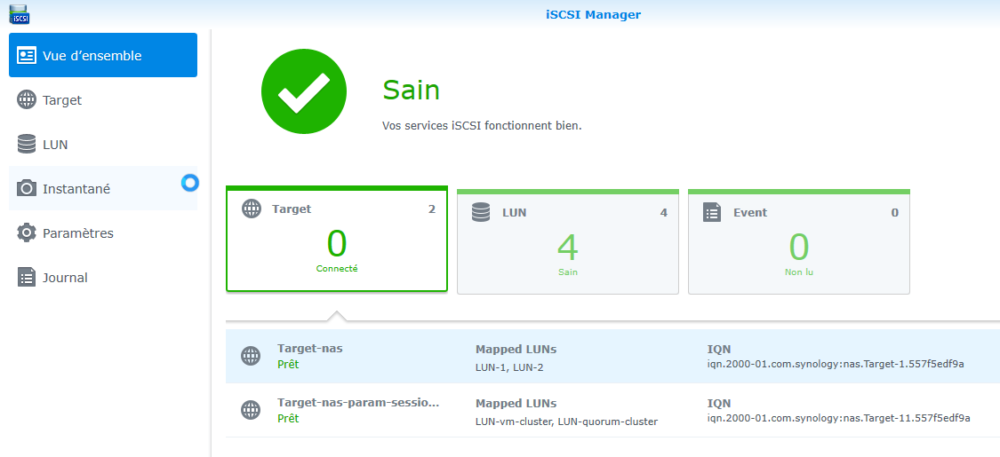 iSCSI
iSCSI Manager
Vue d’ensemble
Target
LUN
Instantané
Paramètres
Journal
Sain
Vos services iSCSI fonctionnent bien.
Target 2
0
Connecté
LUN 4
4
Sain
Event 0
0
Non lu
Target-nas Mapped LUNs IQN
Prêt LUN-1, LUN-2 iqn.2000-01.com.synology:nas.Target-1.557f5edf9a
Target-nas-param-sessio... Mapped LUNs IQN
Prêt LUN-vm-cluster, LUN-quorum-cluster iqn.2000-01.com.synology:nas.Target-11.557f5edf9a